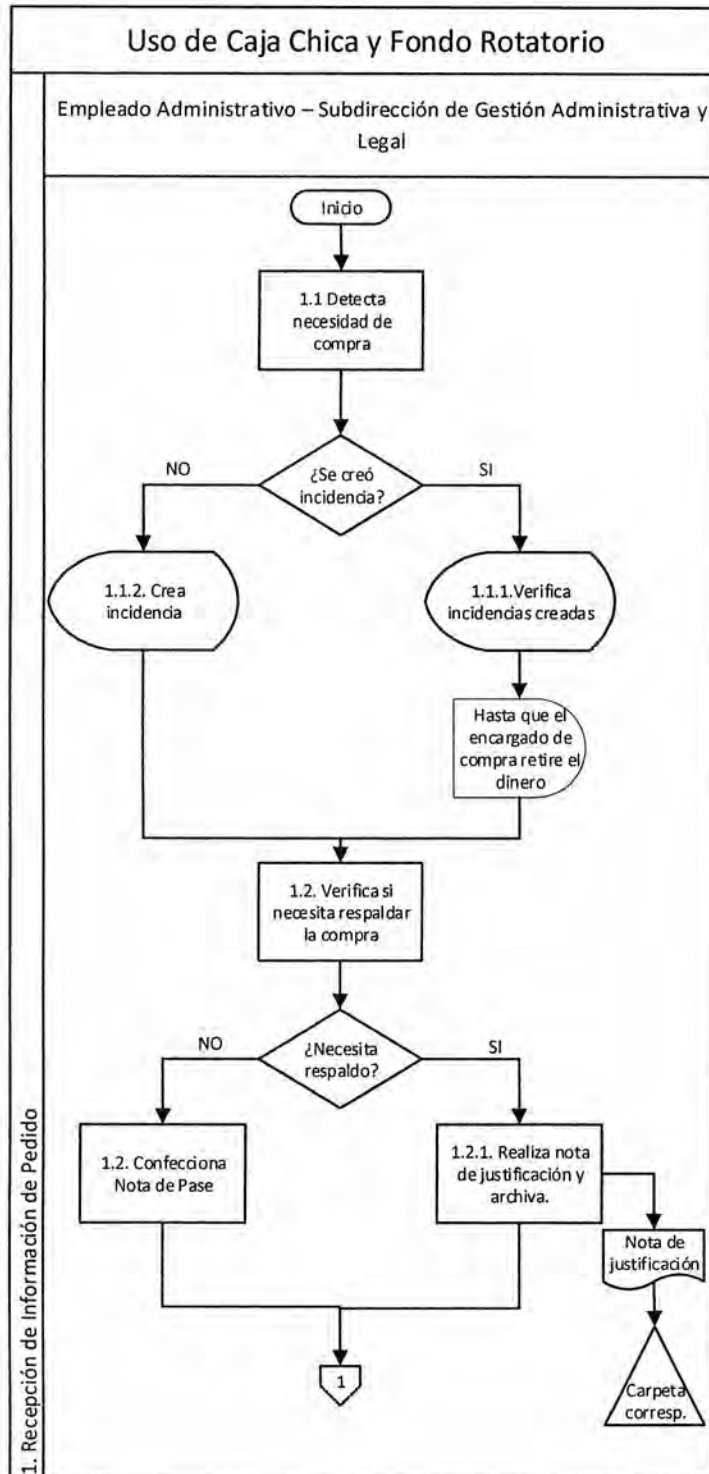 Uso de Caja Chica y Fondo Rotatorio
Empleado Administrativo – Subdirección de Gestión Administrativa y
Legal
Inicio
1.1 Detecta
necesidad de
compra
¿Se creó
incidencia?
NO
SI
1.1.2. Crea
incidencia
1.1.1.Verifica
incidencias creadas
Hasta que el
encargado de
compra retire el
dinero
1.2. Verifica si
necesita respaldar
la compra
¿Necesita
respaldo?
NO
SI
1.2. Confecciona
Nota de Pase
1.2.1. Realiza nota
de justificación y
archiva.
Nota de
justificación
Carpeta
corresp.
1
1. Recepción de Información de Pedido